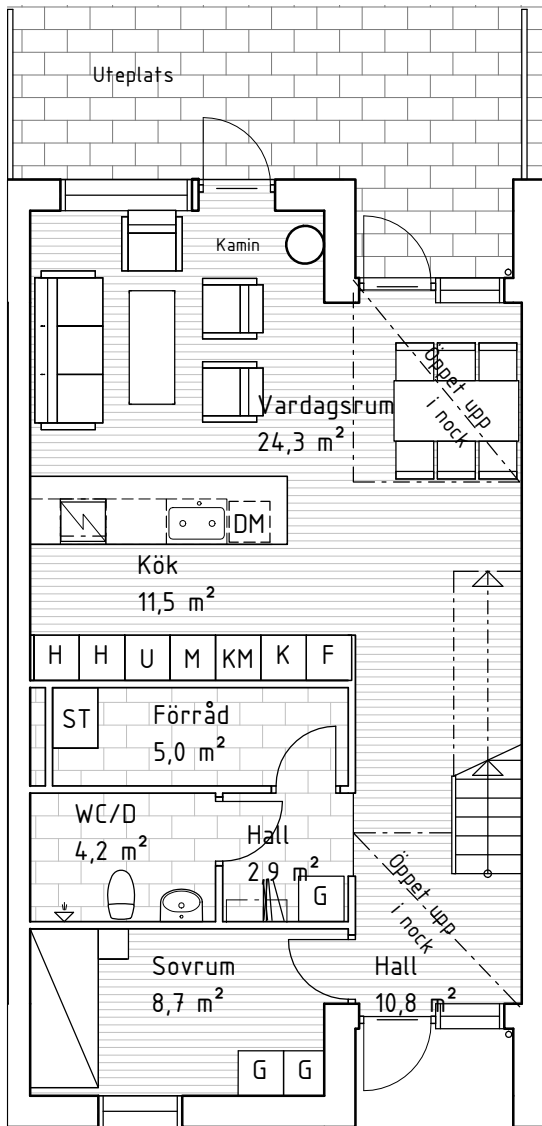 Uteplats
Kamin
Öppet upp
i nock
Vardagsrum
24,3 m²
DM
Kök
11,5 m²
H
H
U
M
KM
K
F
ST
Förråd
5,0 m²
WC/D
4,2 m²
Hall
2,9 m²
G
Öppet upp
i nock
Sovrum
8,7 m²
Hall
10,8 m²
G
G